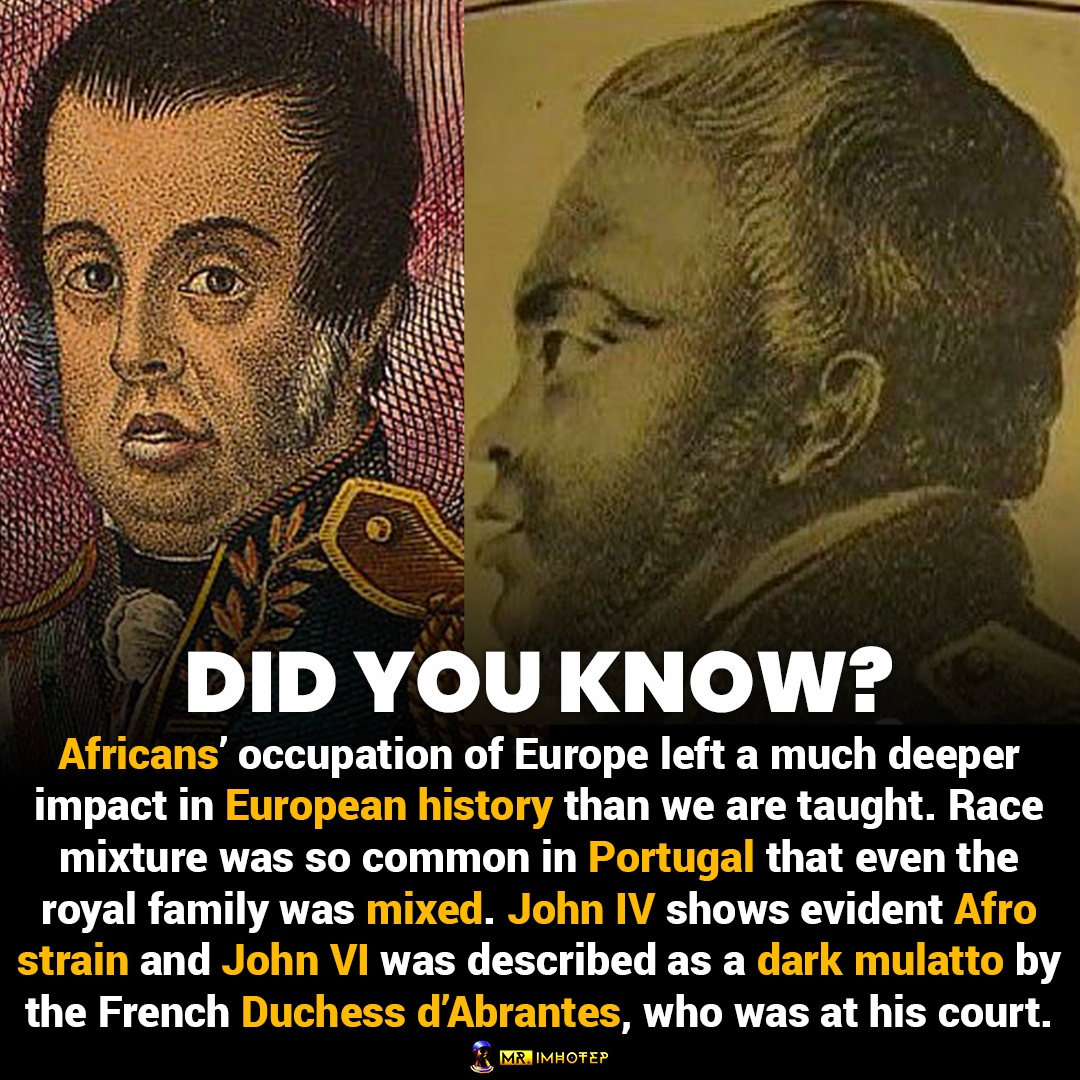 DID YOU KNOW?
Africans’ occupation of Europe left a much deeper
impact in European history than we are taught. Race
mixture was so common in Portugal that even the
royal family was mixed. John IV shows evident Afro
strain and John VI was described as a dark mulatto by
the French Duchess d’Abrantes, who was at his court.
MR. IMHOTEP